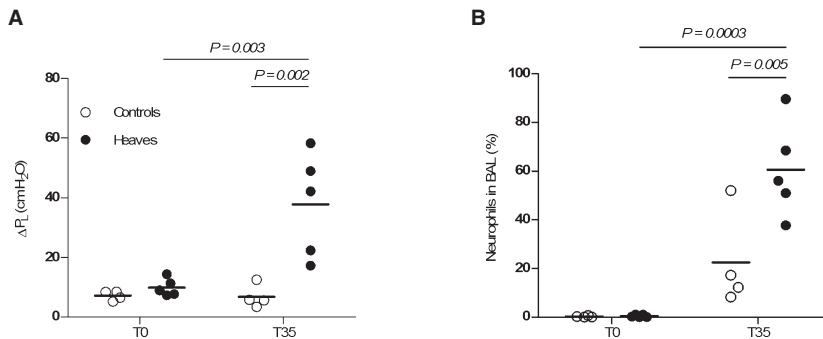 A
P = 0.003
P = 0.002
80
60
40
20
0
ΔPL (cmH2O)
Controls
Heaves
T0
T35
B
P = 0.0003
P = 0.005
100
80
60
40
20
0
Neurophils in BAL (%)
T0
T35